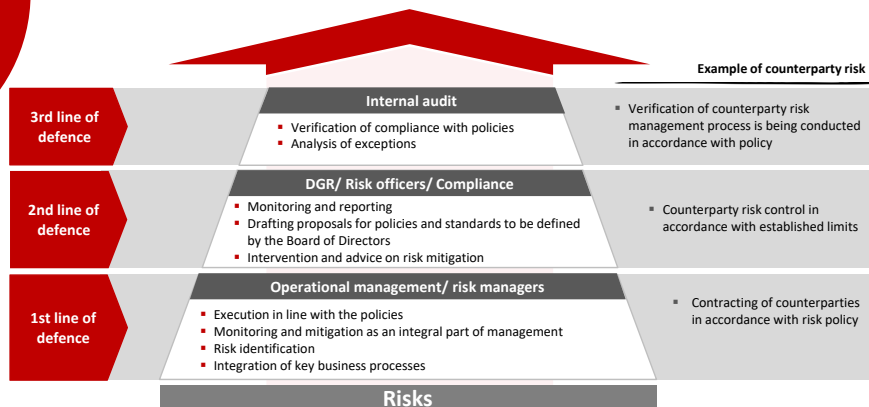 Example of counterparty risk
3rd line of
defence
Internal audit
▪ Verification of compliance with policies
▪ Analysis of exceptions
▪ Verification of counterparty risk
management process is being conducted
in accordance with policy
2nd line of
defence
DGR/ Risk officers/ Compliance
▪ Monitoring and reporting
▪ Drafting proposals for policies and standards to be defined
by the Board of Directors
▪ Intervention and advice on risk mitigation
▪ Counterparty risk control in
accordance with established limits
1st line of
defence
Operational management/ risk managers
▪ Execution in line with the policies
▪ Monitoring and mitigation as an integral part of management
▪ Risk identification
▪ Integration of key business processes
▪ Contracting of counterparties
in accordance with risk policy
Risks